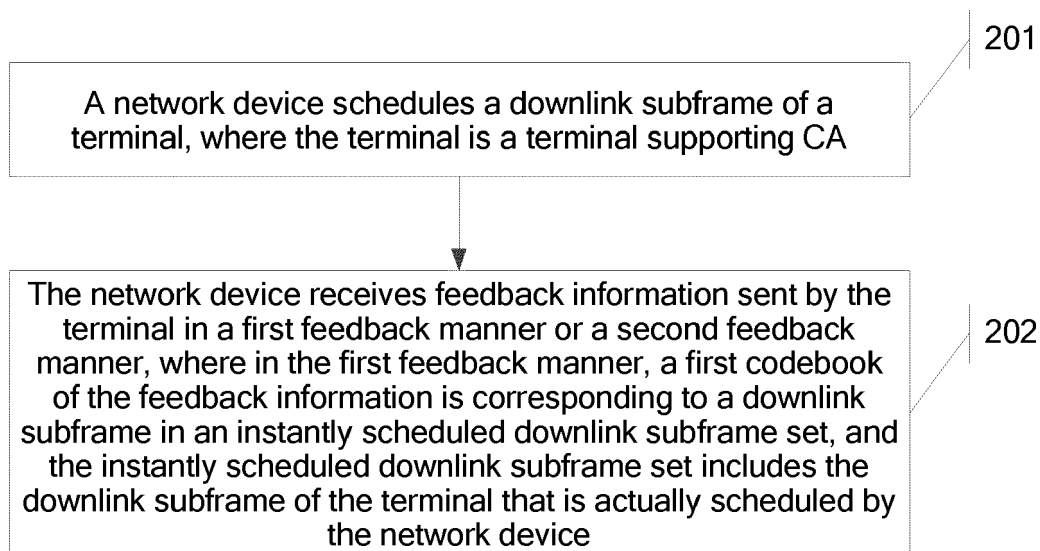 201
A network device schedules a downlink subframe of a
terminal, where the terminal is a terminal supporting CA
The network device receives feedback information sent by the
terminal in a first feedback manner or a second feedback
manner, where in the first feedback manner, a first codebook
of the feedback information is corresponding to a downlink
subframe in an instantly scheduled downlink subframe set, and
the instantly scheduled downlink subframe set includes the
downlink subframe of the terminal that is actually scheduled by
the network device
202